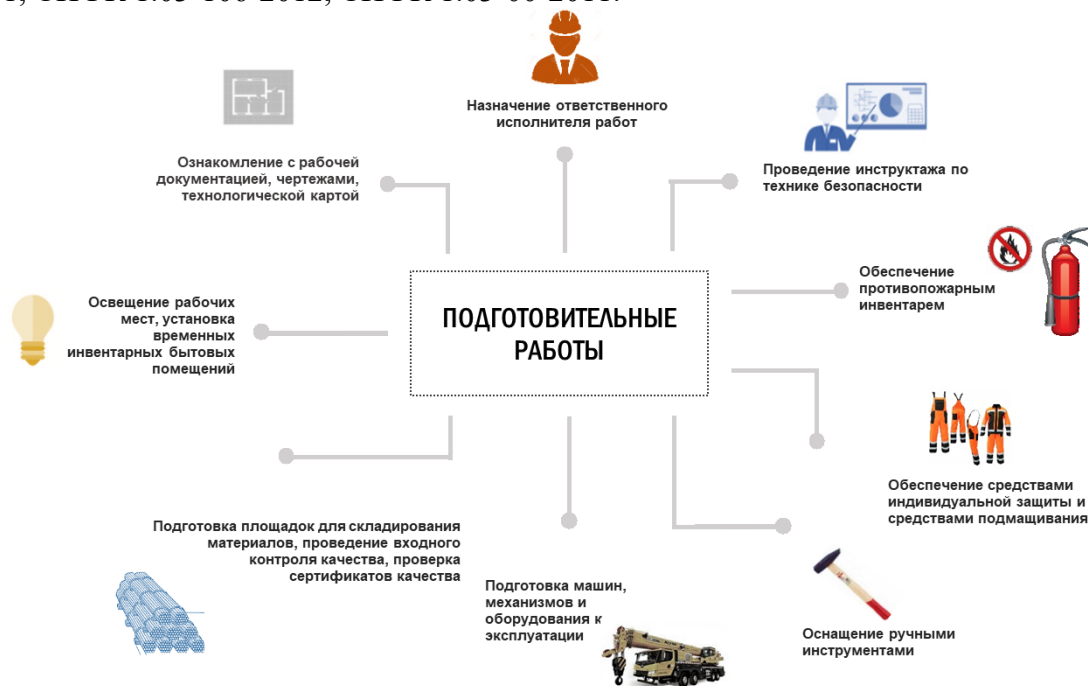 Назначение ответственного
исполнителя работ
Ознакомление с рабочей
документацией, чертежами,
технологической картой
Проведение инструктажа по
технике безопасности
Обеспечение
противопожарным
инвентарем
Освещение рабочих
мест, установка
временных
инвентарных бытовых
помещений
ПОДГОТОВИТЕЛЬНЫЕ
РАБОТЫ
Обеспечение средствами
индивидуальной защиты и
средствами подмащивания
Подготовка площадок для складирования
материалов, проведение входного
контроля качества, проверка
сертификатов качества
Подготовка машин,
механизмов и
оборудования к
эксплуатации
Оснащение ручными
инструментами